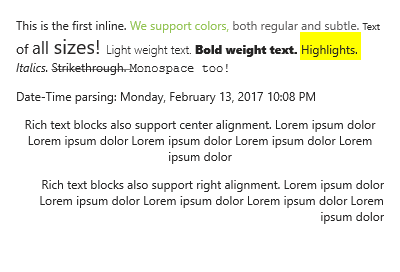 This is the first inline. We support colors, both regular and subtle. Text
of all sizes! Light weight text. Bold weight text. Highlights.
Italics. Strikethrough. Monospace too!
Date-Time parsing: Monday, February 13, 2017 10:08 PM
Rich text blocks also support center alignment. Lorem ipsum dolor
Lorem ipsum dolor Lorem ipsum dolor Lorem ipsum dolor Lorem
ipsum dolor
Rich text blocks also support right alignment. Lorem ipsum dolor
Lorem ipsum dolor Lorem ipsum dolor Lorem ipsum dolor Lorem
ipsum dolor